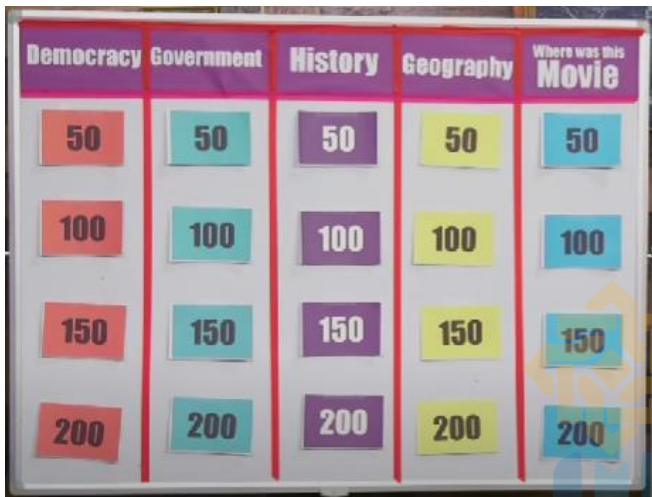 Democracy Government History Geography Where was this
Movie
50 50 50 50 50
100 100 100 100 100
150 150 150 150 150
200 200 200 200 200